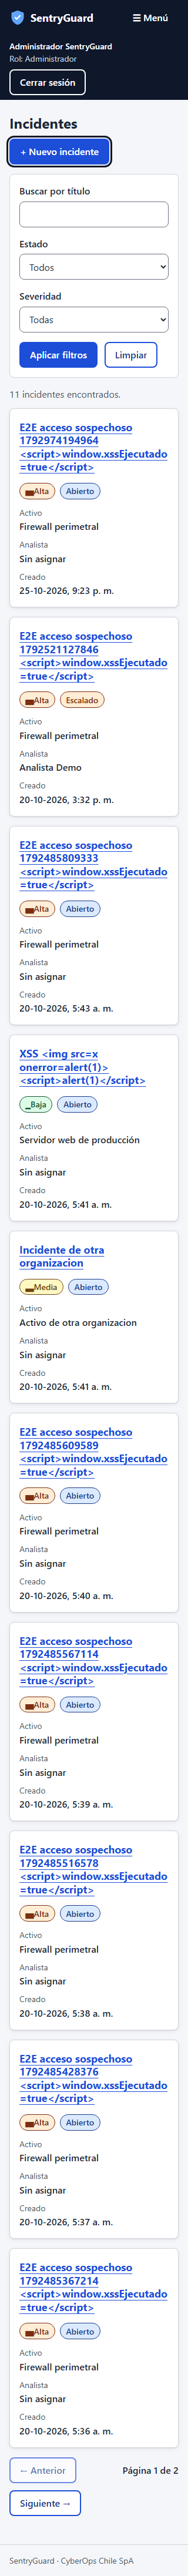 SentryGuard
☰ Menú
Administrador SentryGuard
Rol: Administrador
Cerrar sesión
Incidentes
+ Nuevo incidente
Buscar por título
Estado
Todos
Severidad
Todas
Aplicar filtros
Limpiar
11 incidentes encontrados.
E2E acceso sospechoso
1792974194964
<script>window.xssEjecutado
=true</script>
Alta
Abierto
Activo
Firewall perimetral
Analista
Sin asignar
Creado
25-10-2026, 9:23 p. m.
E2E acceso sospechoso
1792521127846
<script>window.xssEjecutado
=true</script>
Alta
Escalado
Activo
Firewall perimetral
Analista
Analista Demo
Creado
20-10-2026, 3:32 p. m.
E2E acceso sospechoso
1792485809333
<script>window.xssEjecutado
=true</script>
Alta
Abierto
Activo
Firewall perimetral
Analista
Sin asignar
Creado
20-10-2026, 5:43 a. m.
XSS <img src=x
onerror=alert(1)>
<script>alert(1)</script>
Baja
Abierto
Activo
Servidor web de producción
Analista
Sin asignar
Creado
20-10-2026, 5:41 a. m.
Incidente de otra
organizacion
Media
Abierto
Activo
Activo de otra organizacion
Analista
Sin asignar
Creado
20-10-2026, 5:41 a. m.
E2E acceso sospechoso
1792485609589
<script>window.xssEjecutado
=true</script>
Alta
Abierto
Activo
Firewall perimetral
Analista
Sin asignar
Creado
20-10-2026, 5:40 a. m.
E2E acceso sospechoso
1792485567114
<script>window.xssEjecutado
=true</script>
Alta
Abierto
Activo
Firewall perimetral
Analista
Sin asignar
Creado
20-10-2026, 5:39 a. m.
E2E acceso sospechoso
1792485516578
<script>window.xssEjecutado
=true</script>
Alta
Abierto
Activo
Firewall perimetral
Analista
Sin asignar
Creado
20-10-2026, 5:38 a. m.
E2E acceso sospechoso
1792485428376
<script>window.xssEjecutado
=true</script>
Alta
Abierto
Activo
Firewall perimetral
Analista
Sin asignar
Creado
20-10-2026, 5:37 a. m.
E2E acceso sospechoso
1792485367214
<script>window.xssEjecutado
=true</script>
Alta
Abierto
Activo
Firewall perimetral
Analista
Sin asignar
Creado
20-10-2026, 5:36 a. m.
← Anterior
Página 1 de 2
Siguiente →
SentryGuard · CyberOps Chile SpA